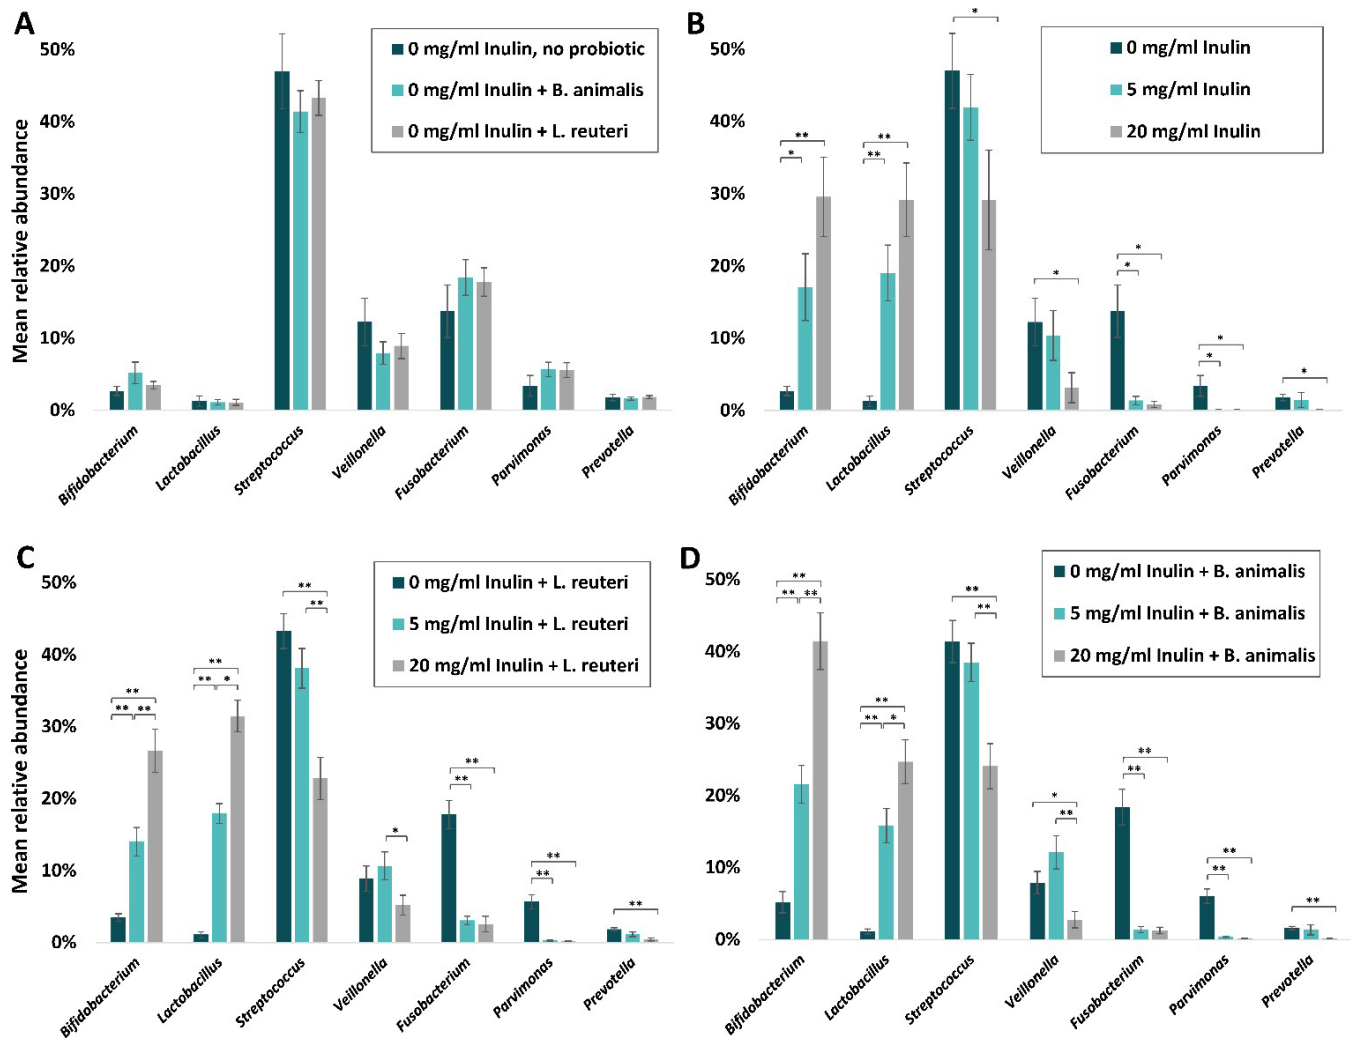 A
Mean relative abundance
50%
40%
30%
20%
10%
0%
0 mg/ml Inulin, no probiotic
0 mg/ml Inulin + B. animalis
0 mg/ml Inulin + L. reuteri
Bifidobacterium
Lactobacillus
Streptococcus
Veillonella
Fusobacterium
Parvimonas
Prevotella
B
50%
40%
30%
20%
10%
0%
0 mg/ml Inulin
5 mg/ml Inulin
20 mg/ml Inulin
**
*
**
**
*
*
*
*
*
*
*
Bifidobacterium
Lactobacillus
Streptococcus
Veillonella
Fusobacterium
Parvimonas
Prevotella
C
Mean relative abundance
50%
40%
30%
20%
10%
0%
0 mg/ml Inulin + L. reuteri
5 mg/ml Inulin + L. reuteri
20 mg/ml Inulin + L. reuteri
**
** **
**
** *
**
**
*
**
**
**
**
**
Bifidobacterium
Lactobacillus
Streptococcus
Veillonella
Fusobacterium
Parvimonas
Prevotella
D
50%
40%
30%
20%
10%
0%
0 mg/ml Inulin + B. animalis
5 mg/ml Inulin + B. animalis
20 mg/ml Inulin + B. animalis
**
** **
**
** *
**
**
*
**
**
**
**
**
**
Bifidobacterium
Lactobacillus
Streptococcus
Veillonella
Fusobacterium
Parvimonas
Prevotella